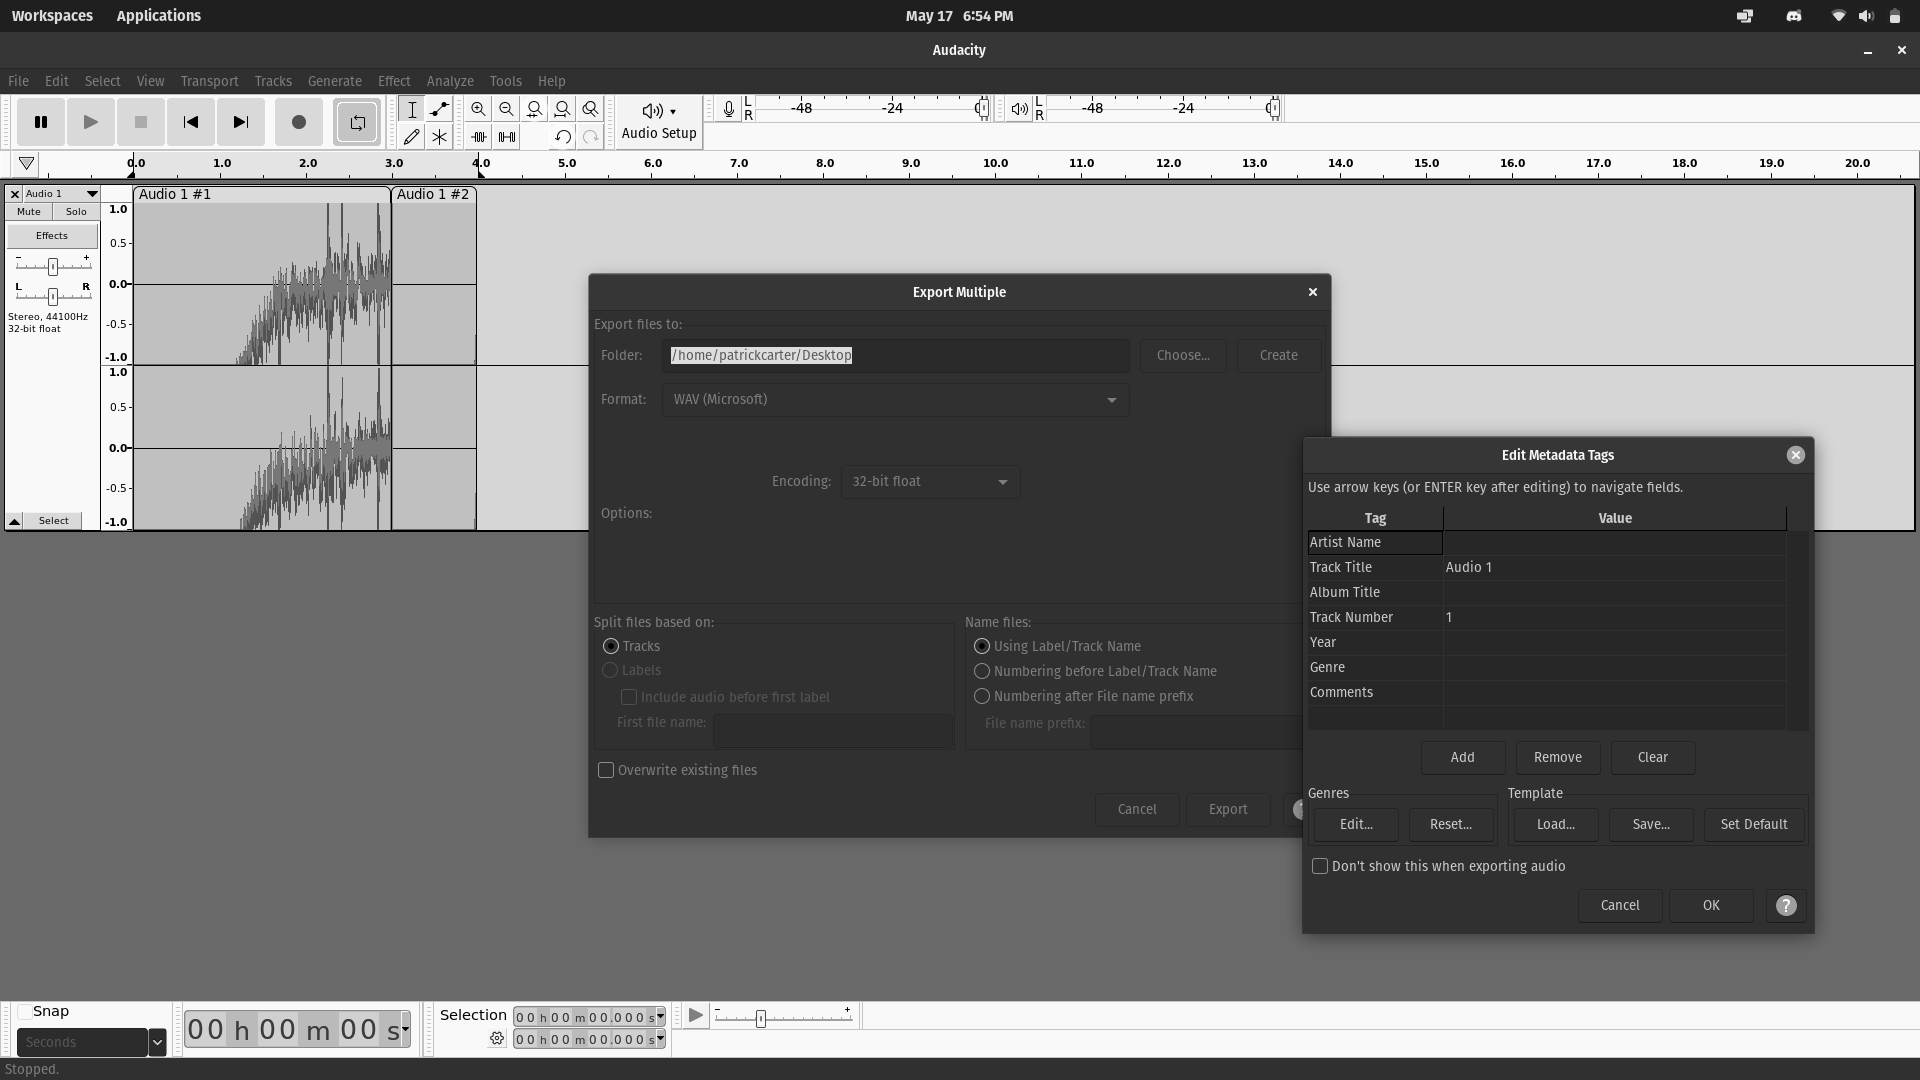 Workspaces Applications May 17 6:54 PM
Audacity
File Edit Select View Transport Tracks Generate Effect Analyze Tools Help
L R -48 -24 0 L R -48 -24 0
Audio Setup
0.0 1.0 2.0 3.0 4.0 5.0 6.0 7.0 8.0 9.0 10.0 11.0 12.0 13.0 14.0 15.0 16.0 17.0 18.0 19.0 20.0
Audio 1 Audio 1 #1 Audio 1 #2
Mute Solo
Effects
- +
L R
Stereo, 44100Hz
32-bit float
Select
1.0
0.5
0.0
-0.5
-1.0
1.0
0.5
0.0
-0.5
-1.0
Export Multiple
Export files to:
Folder: /home/patrickcarter/Desktop Choose... Create
Format: WAV (Microsoft)
Encoding: 32-bit float
Options:
Split files based on:
Tracks
Labels
Include audio before first label
First file name:
Name files:
Using Label/Track Name
Numbering before Label/Track Name
Numbering after File name prefix
File name prefix:
Overwrite existing files
Cancel Export
Edit Metadata Tags
Use arrow keys (or ENTER key after editing) to navigate fields.
Tag Value
Artist Name
Track Title Audio 1
Album Title
Track Number 1
Year
Genre
Comments
Add Remove Clear
Genres Template
Edit... Reset... Load... Save... Set Default
Don't show this when exporting audio
Cancel OK ?
Snap
Seconds
00 h 00 m 00 s
Selection
00 h 00 m 00.000 s
00 h 00 m 00.000 s
- +
Stopped.